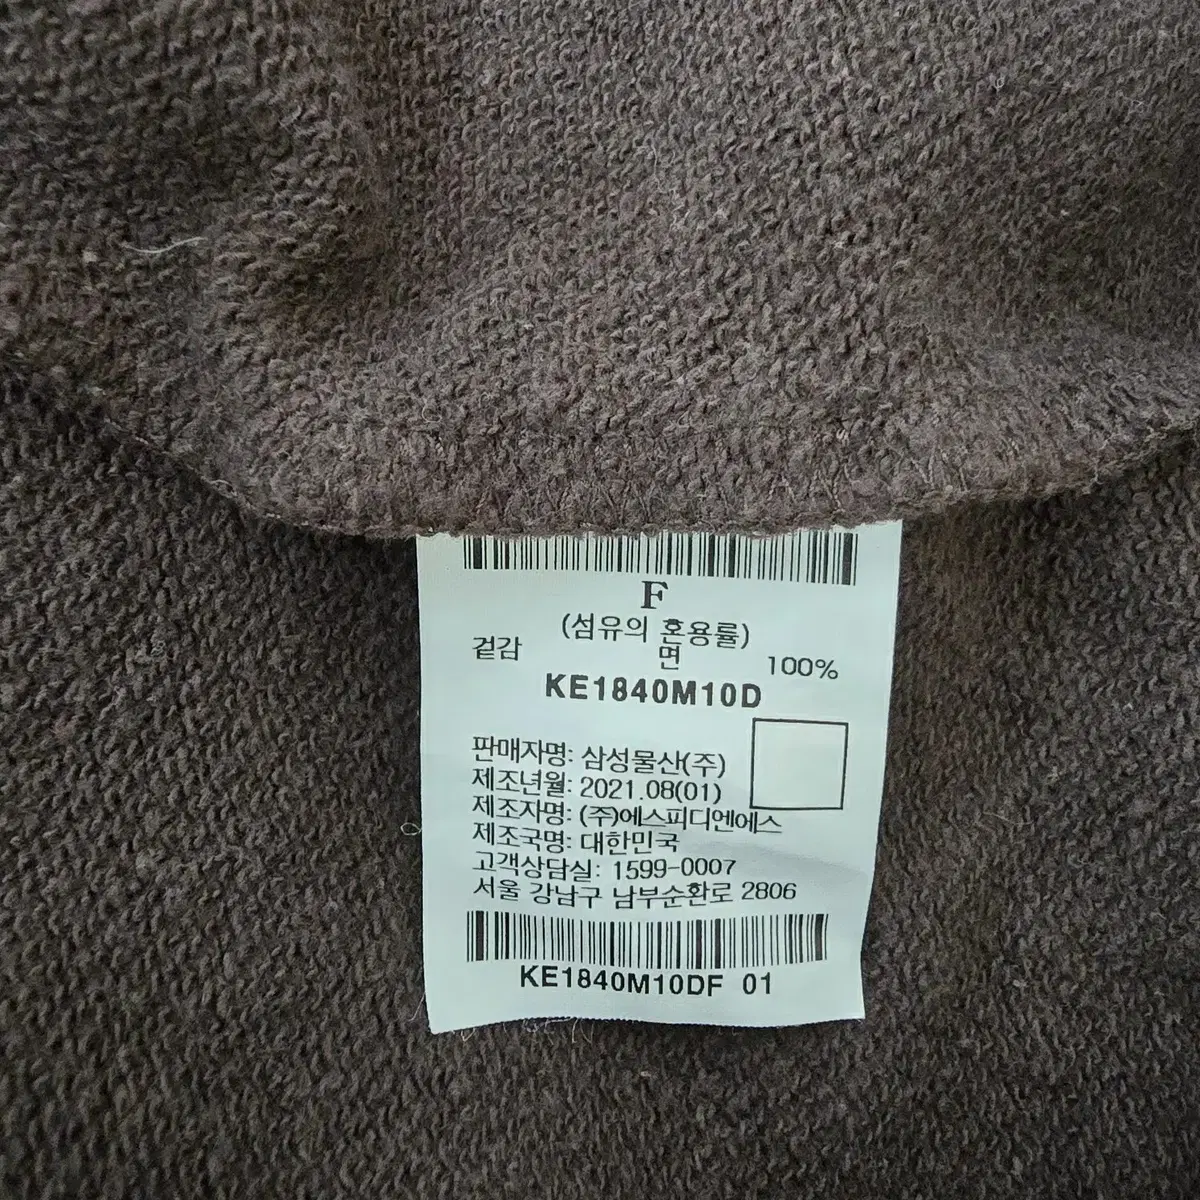 F
(섬유의 혼용률)
겉감 면 100%
KE1840M10D
판매자명: 삼성물산(주)
제조년월: 2021.08(01)
제조자명: (주)에스피디엔에스
제조국명: 대한민국
고객상담실: 1599-0007
서울 강남구 남부순환로 2806
KE1840M10DF 01